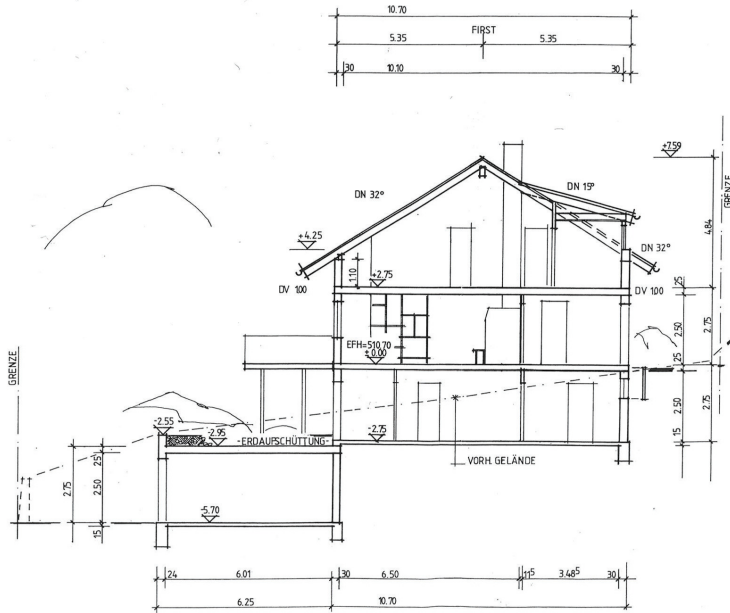 10.70
FIRST
5.35 5.35
30 10.10 30
+7.59
DN 32° DN 15°
GRENZE
+4.25
4.84
DN 32°
DV 1.00 1.10 +2.75 DV 1.00 25
EFH=510.70
± 0.00
2.50 2.75
25
GRENZE
-2.55 -2.95 -ERDAUFSCHÜTTUNG- -2.75
2.50 2.75
15
VORH. GELÄNDE
2.75 25 2.50 15
-5.70
24 6.01 30 6.50 11⁵ 3.48⁵ 30
6.25 10.70